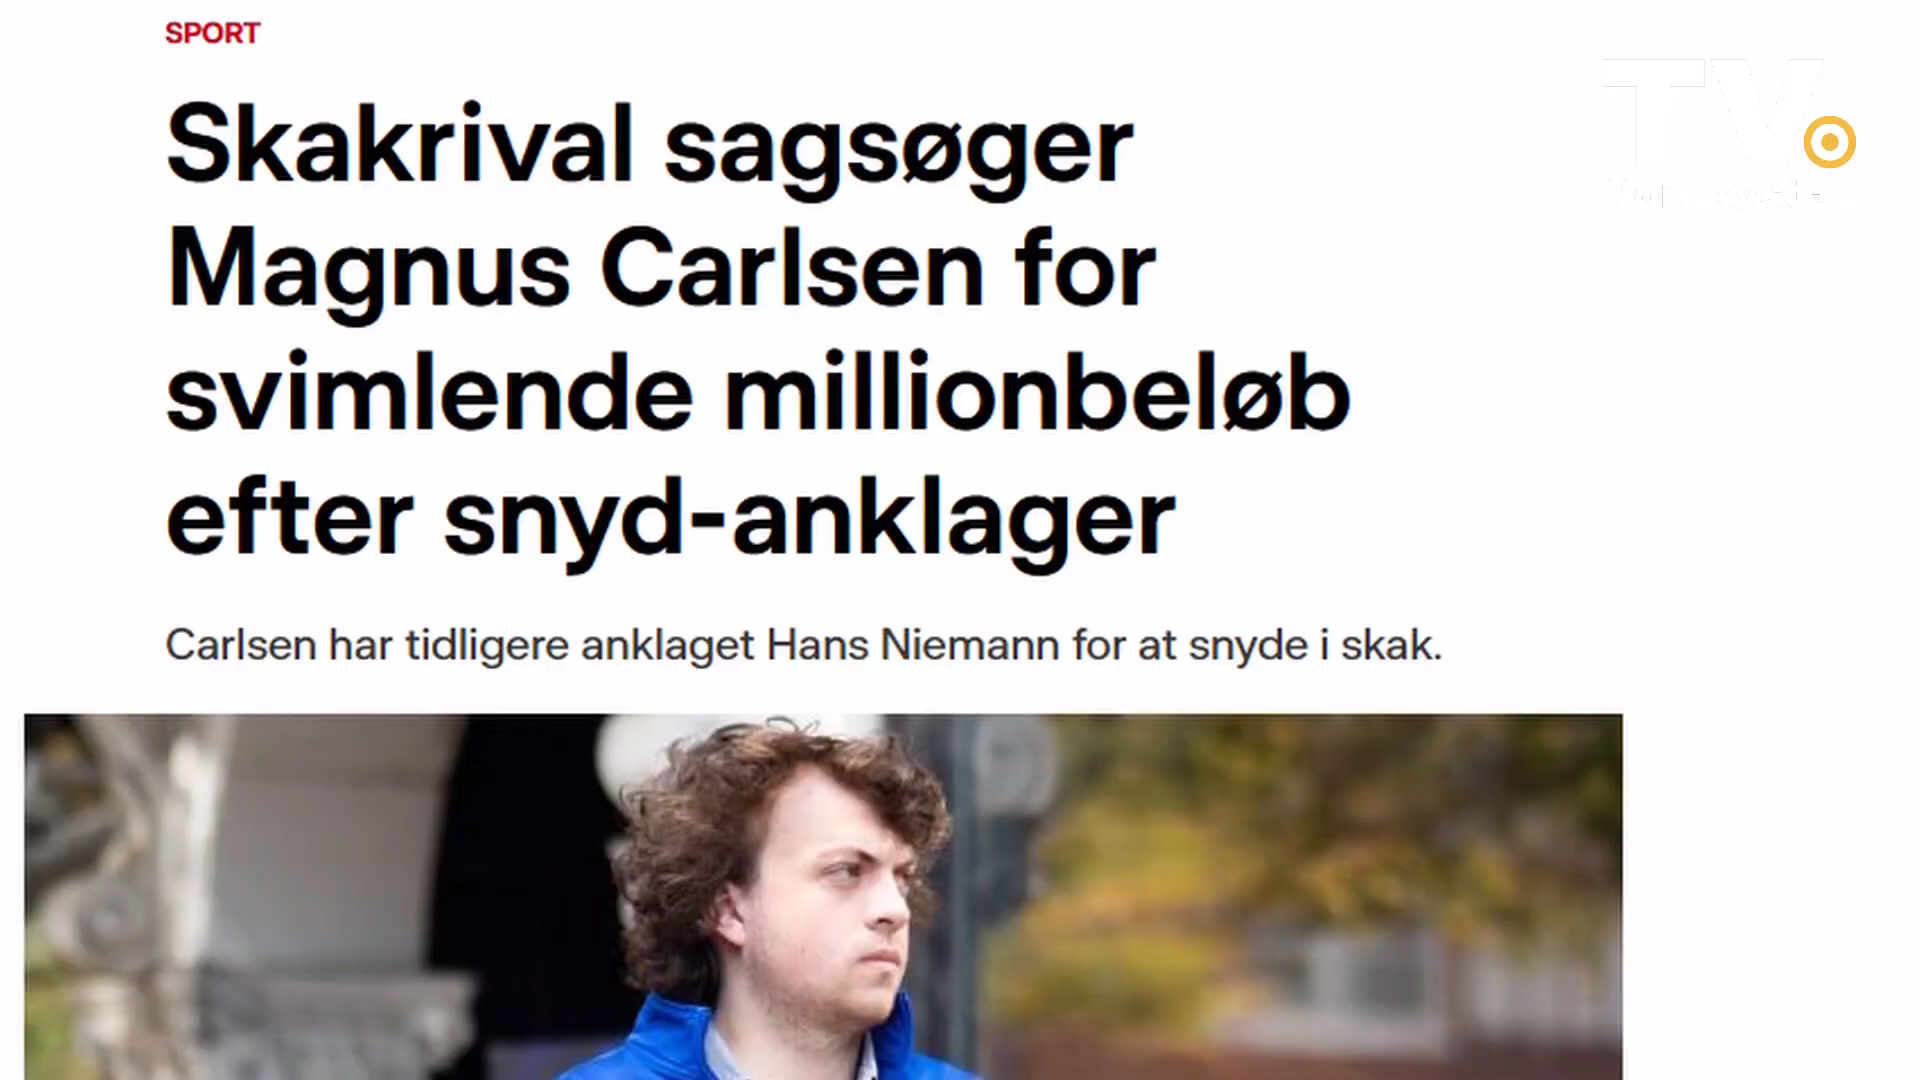 SPORT
Skakrival sagsøger
Magnus Carlsen for
svimlende millionbeløb
efter snyd-anklager
Carlsen har tidligere anklaget Hans Niemann for at snyde i skak.
TV